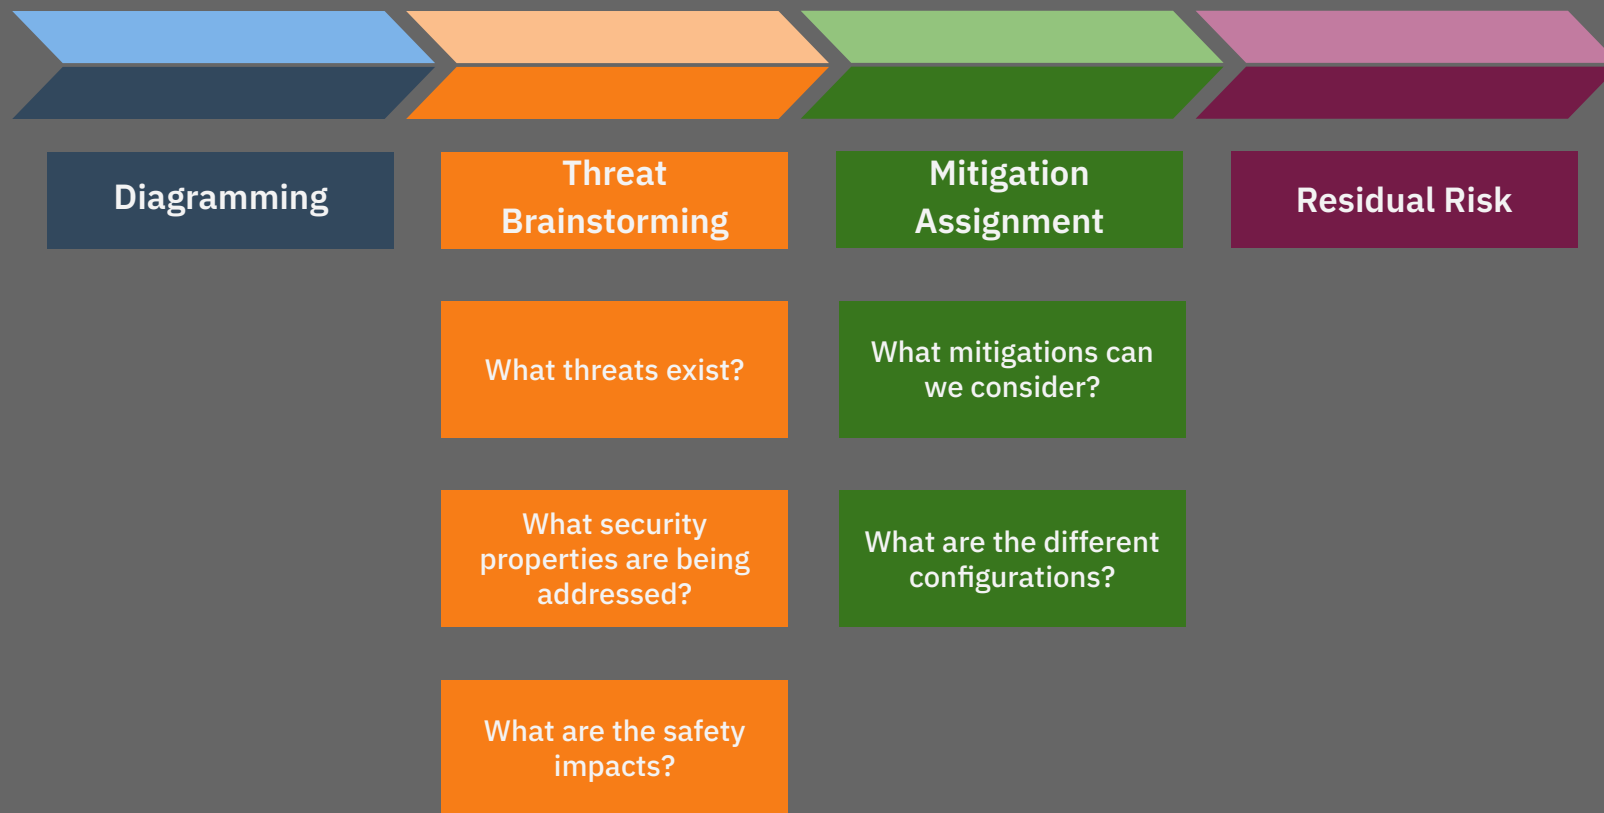 Diagramming
Threat
Brainstorming
Mitigation
Assignment
Residual Risk
What threats exist?
What mitigations can
we consider?
What security
properties are being
addressed?
What are the different
configurations?
What are the safety
impacts?